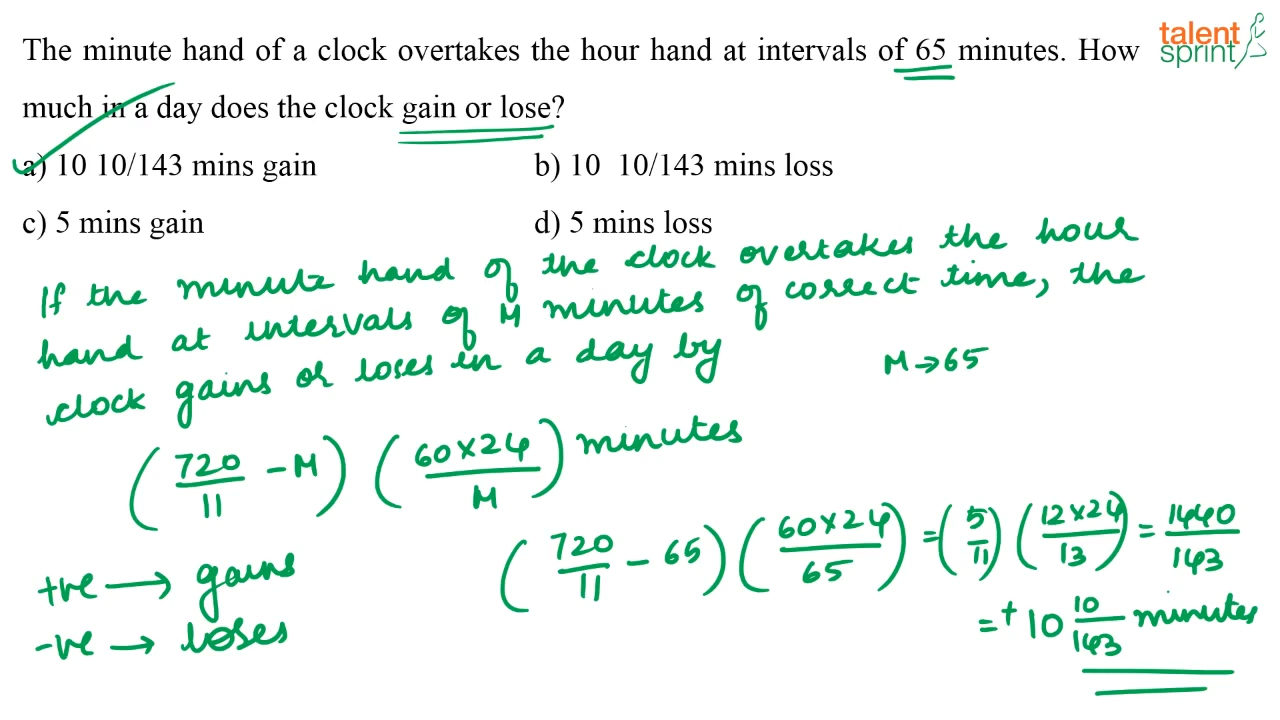 The minute hand of a clock overtakes the hour hand at intervals of 65 minutes. How
talent
sprint
much in a day does the clock gain or lose?
a) 10 10/143 mins gain
b) 10 10/143 mins loss
c) 5 mins gain
d) 5 mins loss
If the minute hand of the clock overtakes the hour
hand at intervals of M minutes of correct time, the
clock gains or loses in a day by
M→65
(720/11 - M) (60×24/M) minutes
(720/11 - 65) (60×24/65) = (5/11) (12×24/13) = 1440/143
= + 10 10/143 minutes
+ve → gains
-ve → loses